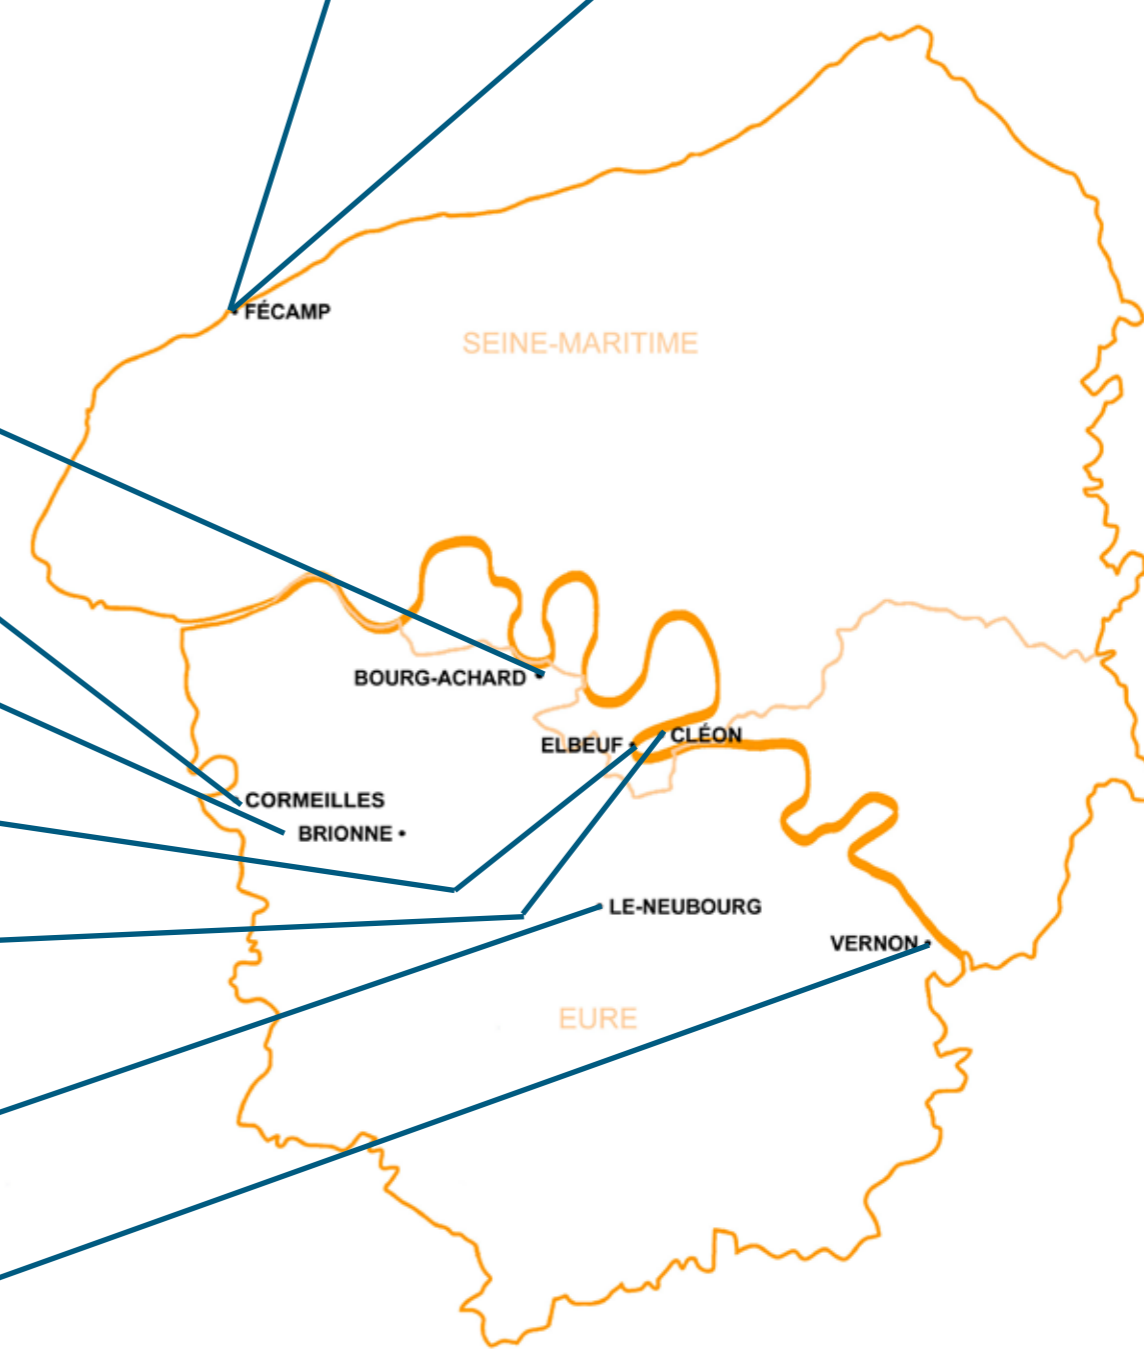 FÉCAMP
SEINE-MARITIME
BOURG-ACHARD
CLÉON
ELBEUF
CORMEILLES
BRIONNE
LE-NEUBOURG
VERNON
EURE